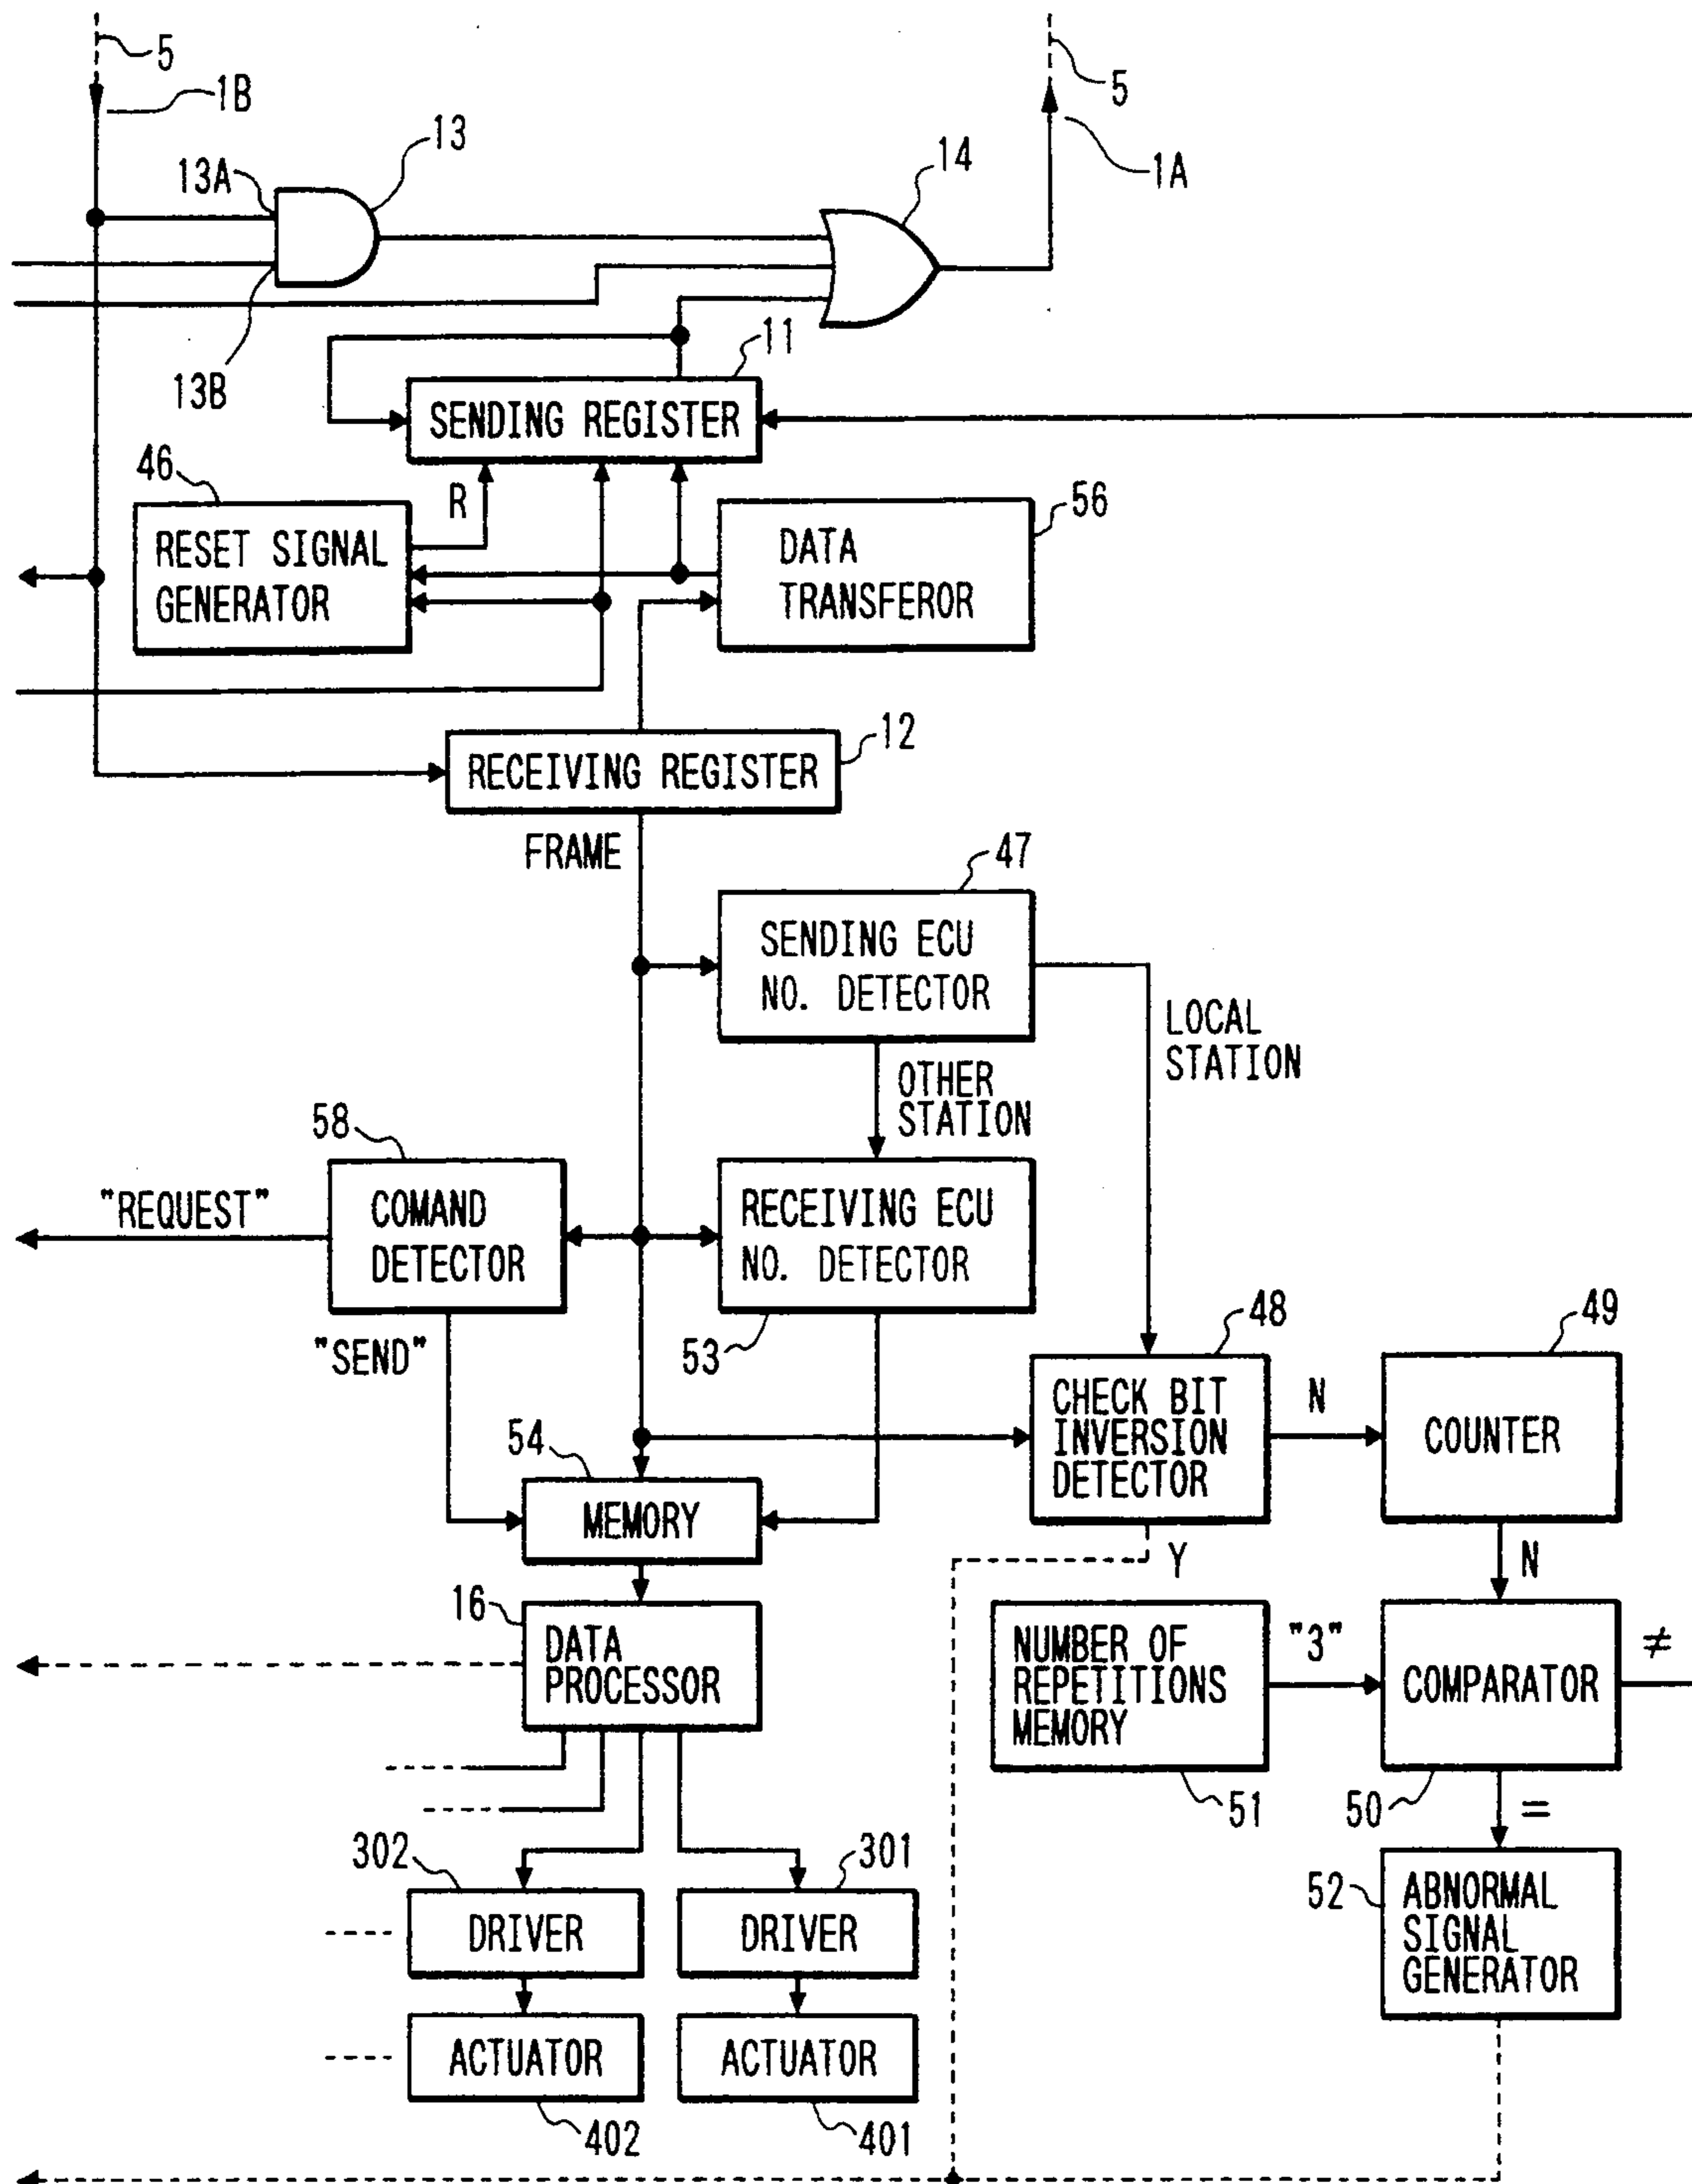 5
5
1B
1A
13
13A
14
13B
11
SENDING REGISTER
46
R
56
RESET SIGNAL
GENERATOR
DATA
TRANSFEROR
12
RECEIVING REGISTER
FRAME
47
SENDING ECU
NO. DETECTOR
LOCAL
STATION
OTHER
STATION
58
"REQUEST"
COMAND
DETECTOR
RECEIVING ECU
NO. DETECTOR
"SEND"
53
48
49
CHECK BIT
INVERSION
DETECTOR
N
COUNTER
54
MEMORY
Y
N
16
DATA
PROCESSOR
NUMBER OF
REPETITIONS
MEMORY
"3"
COMPARATOR
≠
51
50
=
302
301
DRIVER
DRIVER
52
ABNORMAL
SIGNAL
GENERATOR
ACTUATOR
ACTUATOR
402
401